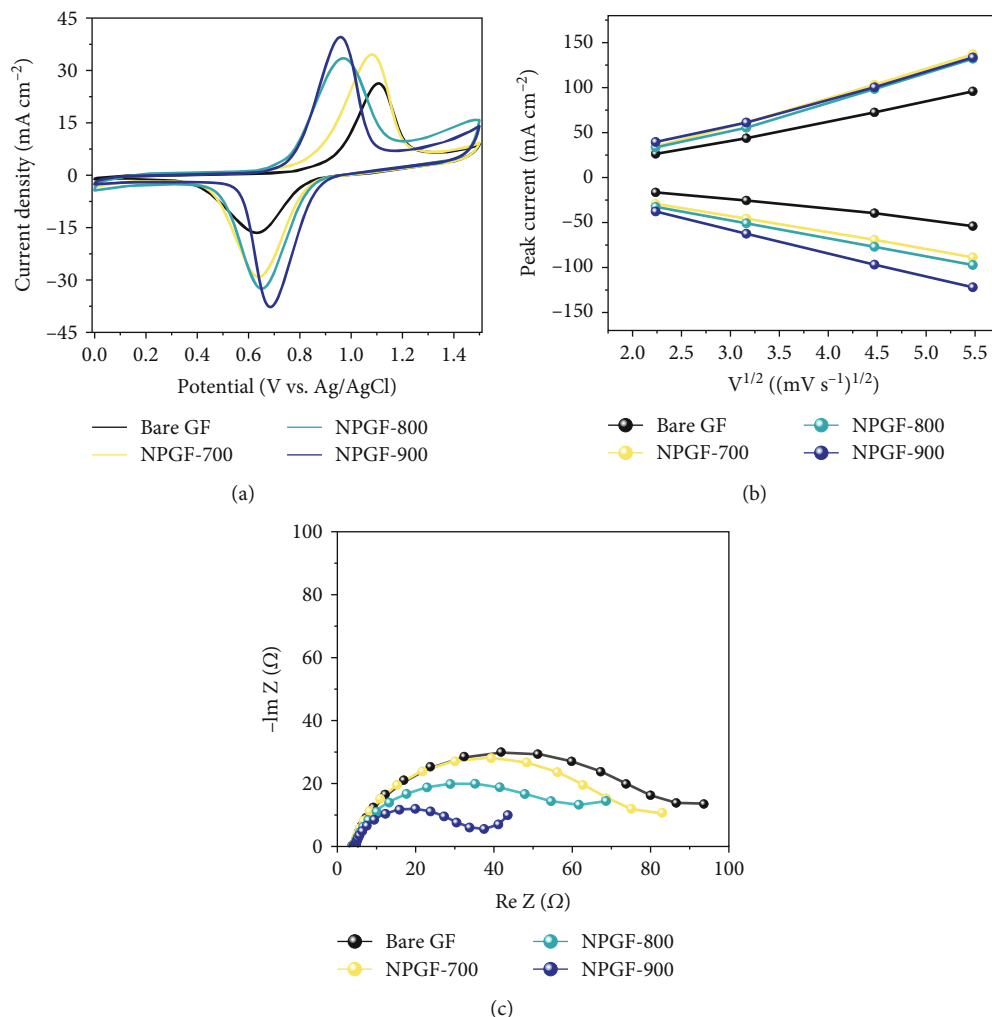 45
30
15
0
−15
−30
−45
Current density (mA cm−2)
0.0 0.2 0.4 0.6 0.8 1.0 1.2 1.4
Potential (V vs. Ag/AgCl)
Bare GF
NPGF-700
NPGF-800
NPGF-900
(a)
150
100
50
0
−50
−100
−150
Peak current (mA cm−2)
2.0 2.5 3.0 3.5 4.0 4.5 5.0 5.5
V1/2 ((mV s−1)1/2)
Bare GF
NPGF-700
NPGF-800
NPGF-900
(b)
100
80
60
40
20
0
−Im Z (Ω)
0 20 40 60 80 100
Re Z (Ω)
Bare GF
NPGF-700
NPGF-800
NPGF-900
(c)